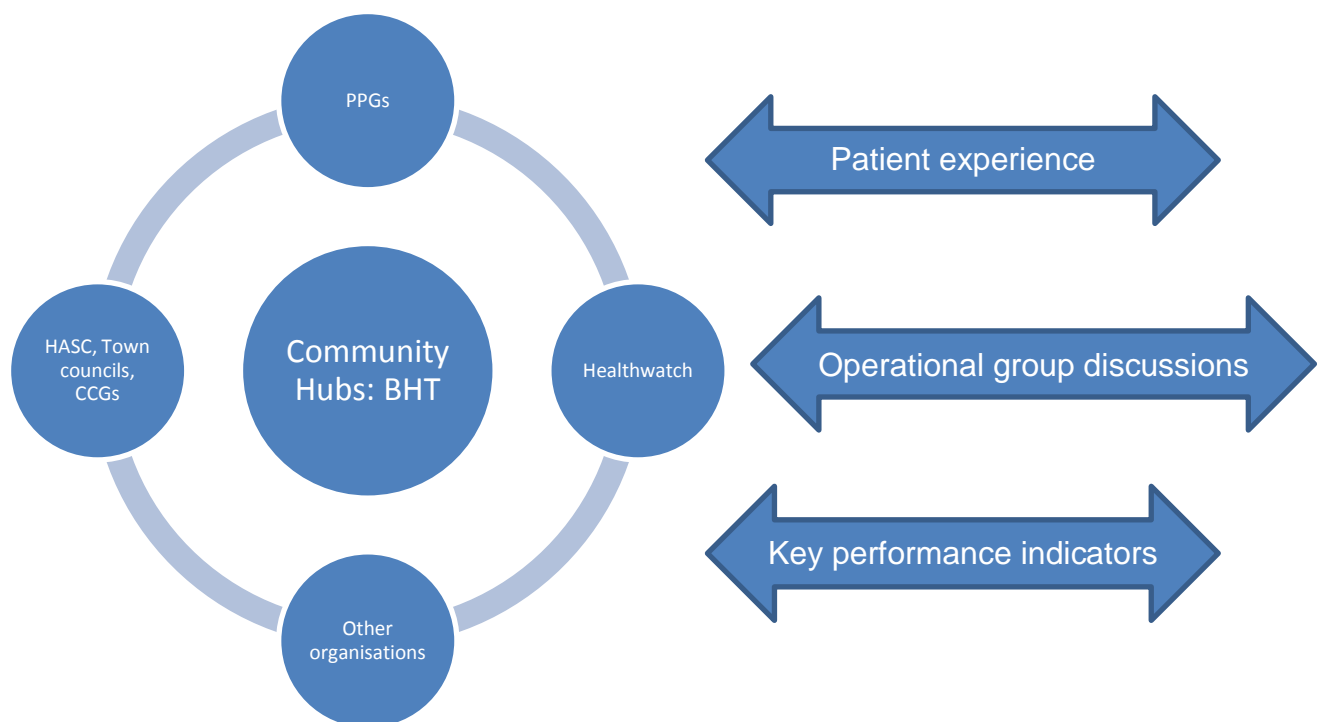 PPGs
HASC, Town
councils,
CCGs
Community
Hubs: BHT
Healthwatch
Other
organisations
Patient experience
Operational group discussions
Key performance indicators